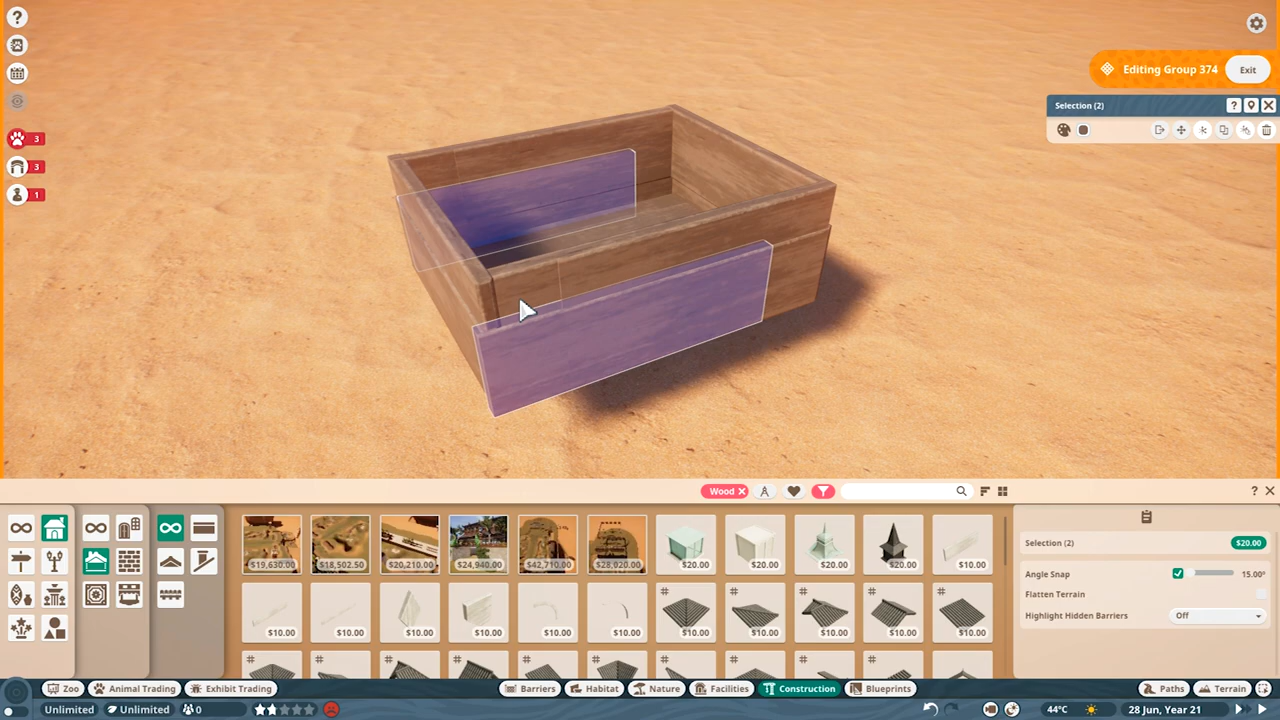 ?
Editing Group 374 Exit
Selection (2) ?
3
3
1
Wood
?
$19,630.00 $18,502.50 $20,210.00 $24,940.00 $42,710.00 $28,020.00 $20.00 $20.00 $20.00 $20.00 $10.00
$10.00 $10.00 $10.00 $10.00 $10.00 $10.00 $10.00 $10.00 $10.00 $10.00 $10.00
Selection (2) $20.00
Angle Snap 15.00°
Flatten Terrain
Highlight Hidden Barriers Off
Zoo Animal Trading Exhibit Trading Barriers Habitat Nature Facilities Construction Blueprints Paths Terrain
Unlimited Unlimited 0 44°C 28 Jun, Year 21